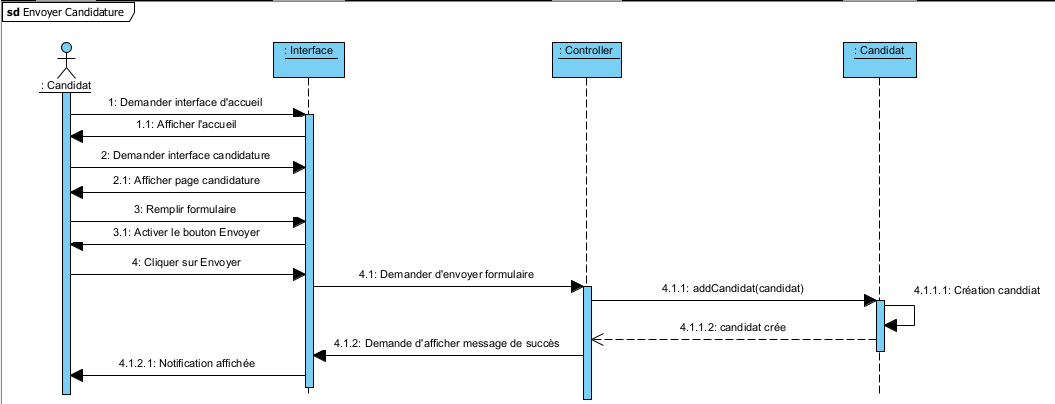 sd Envoyer Candidature
: Candidat
: Interface
: Controller
: Candidat
1: Demander interface d'accueil
1.1: Afficher l'accueil
2: Demander interface candidature
2.1: Afficher page candidature
3: Remplir formulaire
3.1: Activer le bouton Envoyer
4: Cliquer sur Envoyer
4.1: Demander d'envoyer formulaire
4.1.1: addCandidat(candidat)
4.1.1.1: Création canddiat
4.1.1.2: candidat crée
4.1.2: Demande d'afficher message de succès
4.1.2.1: Notification affichée